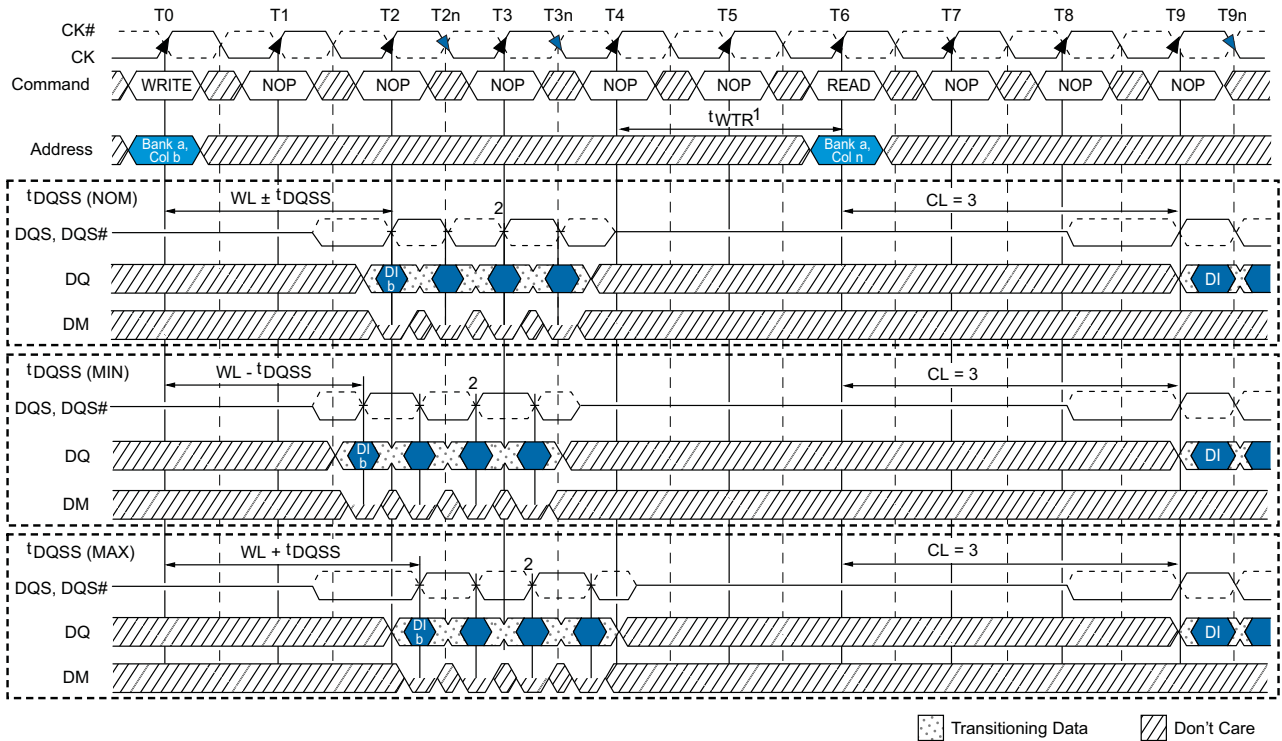 T0 T1 T2 T2n T3 T3n T4 T5 T6 T7 T8 T9 T9n
CK#
CK
Command WRITE NOP NOP NOP NOP NOP READ NOP NOP NOP
tWTR1
Address Bank a, Col b Bank a, Col n
tDQSS (NOM) WL ± tDQSS 2 CL = 3
DQS, DQS#
DQ DI b DI
DM
tDQSS (MIN) WL - tDQSS 2 CL = 3
DQS, DQS#
DQ DI b DI
DM
tDQSS (MAX) WL + tDQSS 2 CL = 3
DQS, DQS#
DQ DI b DI
DM
Transitioning Data Don't Care